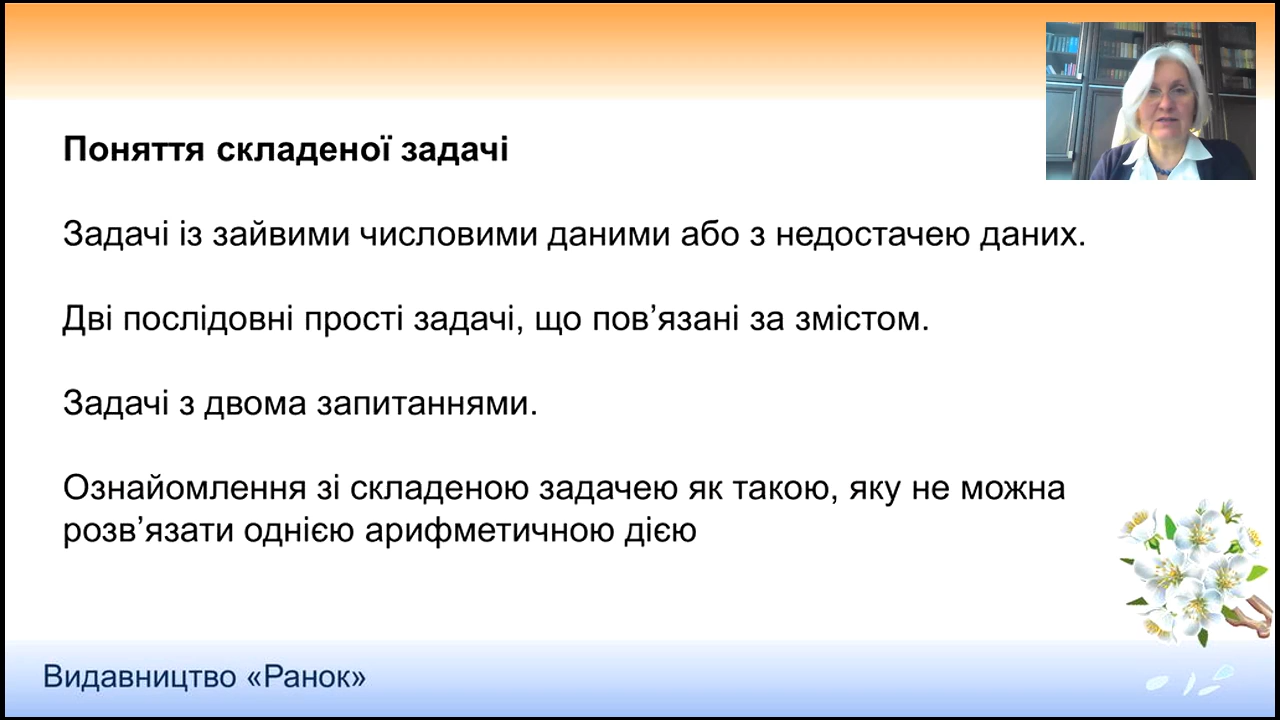 Поняття складеної задачі
Задачі із зайвими числовими даними або з недостачею даних.
Дві послідовні прості задачі, що пов’язані за змістом.
Задачі з двома запитаннями.
Ознайомлення зі складеною задачею як такою, яку не можна
розв’язати однією арифметичною дією
Видавництво «Ранок»